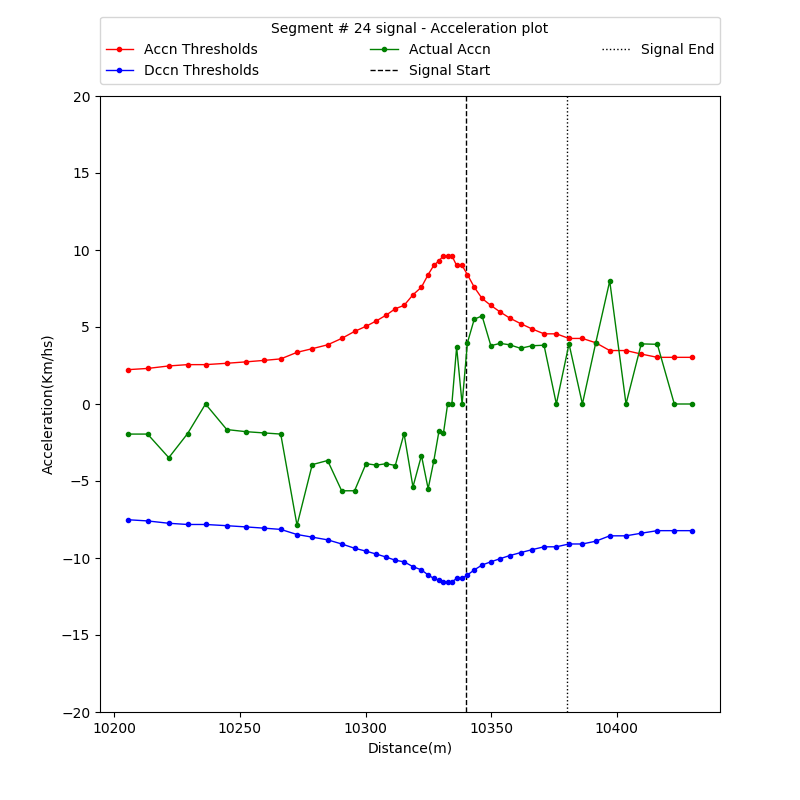 Segment # 24 signal - Acceleration plot
Accn Thresholds Actual Accn Signal End
Dccn Thresholds Signal Start
20
15
10
5
0
−5
−10
−15
−20
Acceleration(Km/hs)
10200 10250 10300 10350 10400
Distance(m)